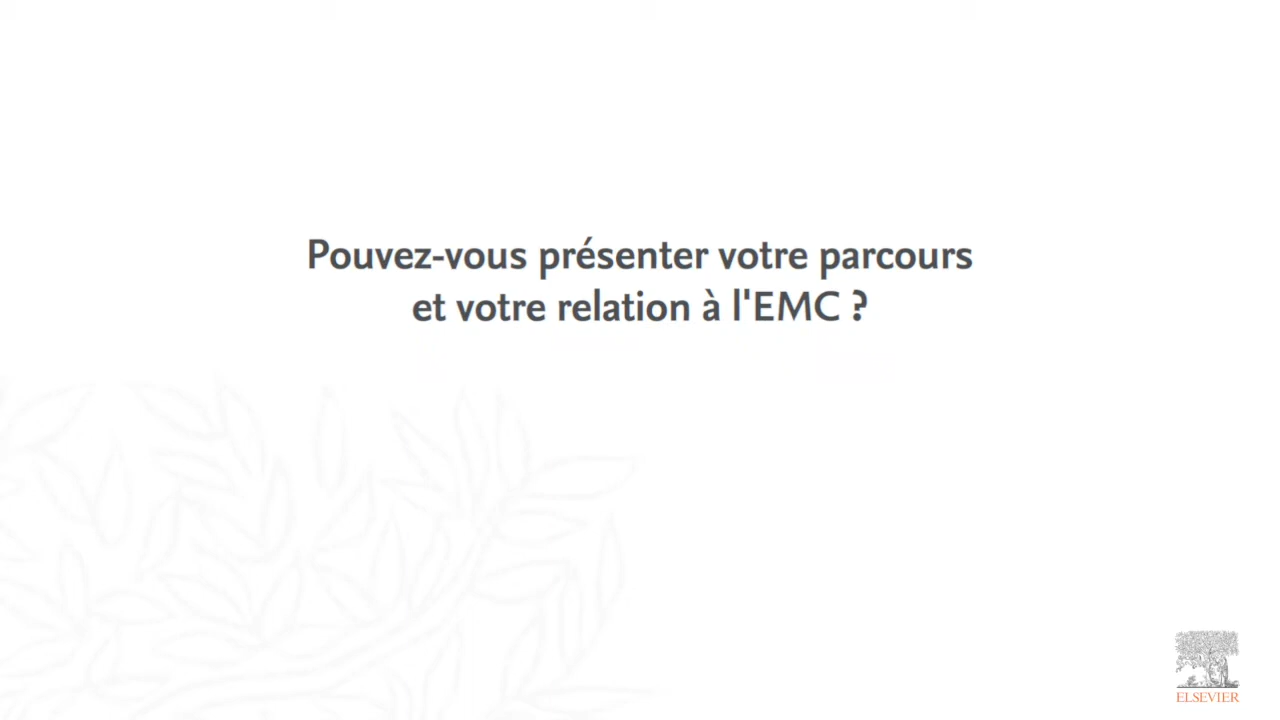 Pouvez-vous présenter votre parcours
et votre relation à l'EMC ?
ELSEVIER